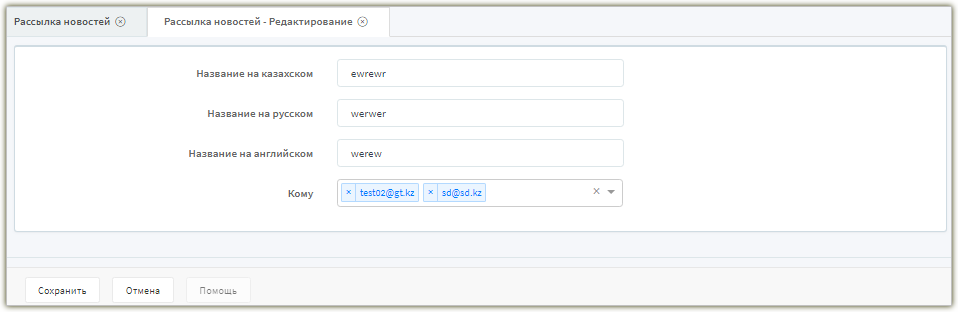 Рассылка новостей Рассылка новостей - Редактирование
Название на казахском ewrewr
Название на русском werwer
Название на английском werew
Кому × test02@gt.kz × sd@sd.kz ×
Сохранить Отмена Помощь